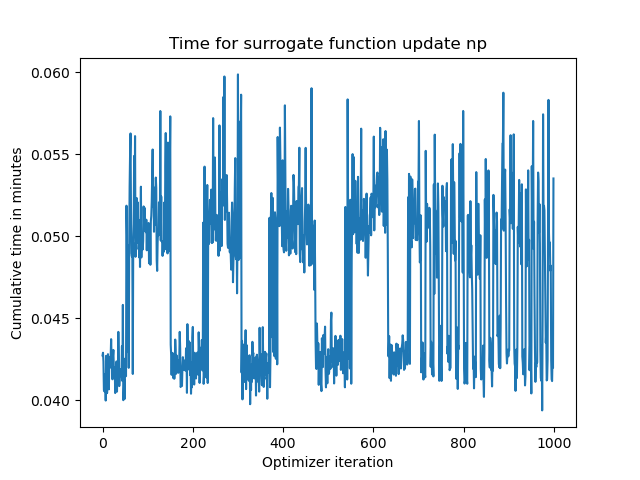 Time for surrogate function update np
0.060
0.055
0.050
0.045
0.040
Cumulative time in minutes
0 200 400 600 800 1000
Optimizer iteration